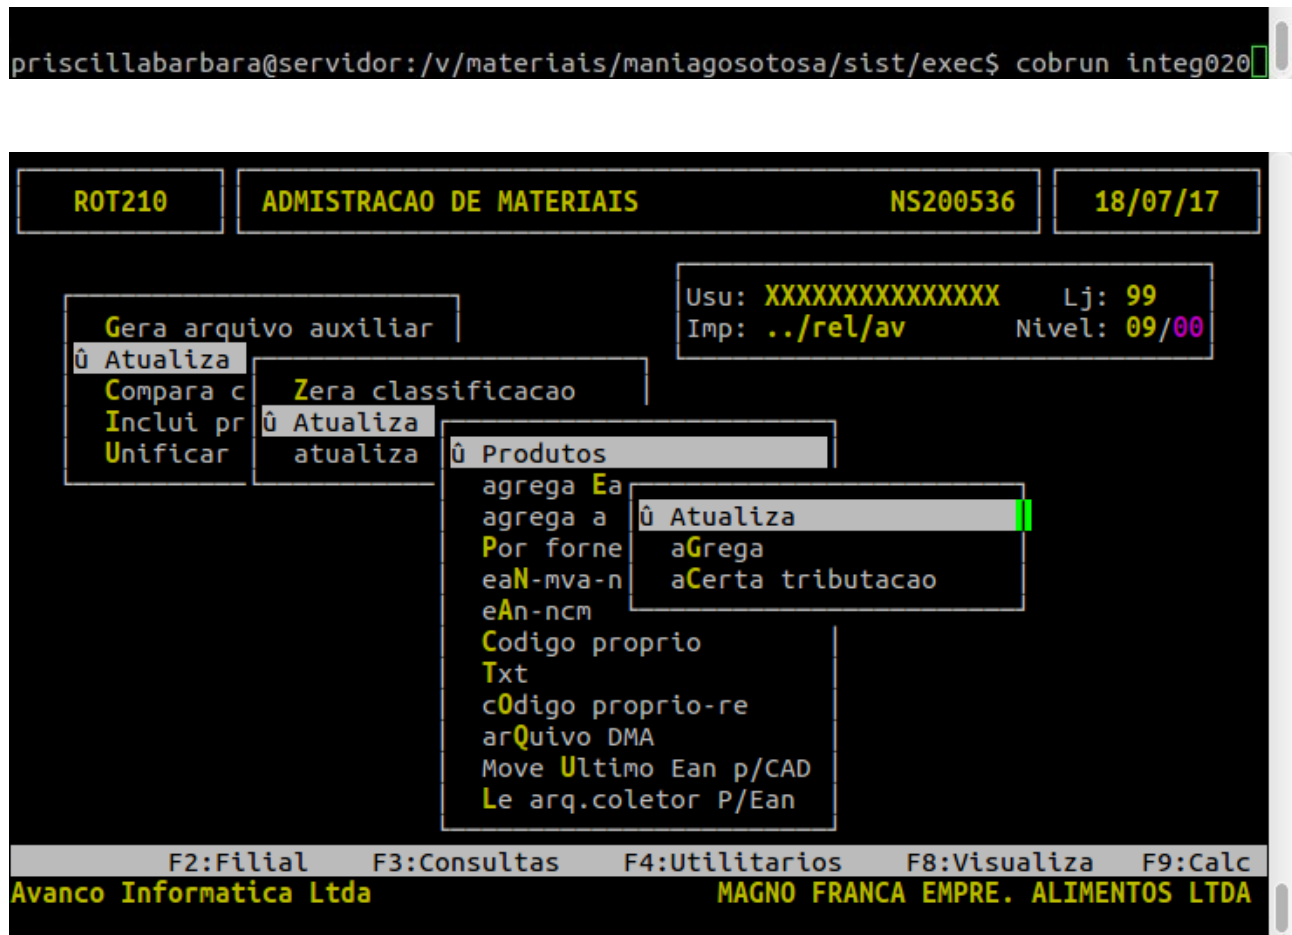 priscillabarbara@servidor:/v/materiais/maniagosotosa/sist/exec$ cobrun integ020
ROT210 ADMISTRACAO DE MATERIAIS NS200536 18/07/17
Usu: XXXXXXXXXXXXXXX Lj: 99
Gera arquivo auxiliar Imp: ../rel/av Nivel: 09/00
û Atualiza
Compara c Zera classificacao
Inclui pr û Atualiza
Unificar atualiza û Produtos
agrega Ea
agrega a û Atualiza
Por forne aGrega
eaN-mva-n aCerta tributacao
eAn-ncm
Codigo proprio
Txt
cOdigo proprio-re
arQuivo DMA
Move Ultimo Ean p/CAD
Le arq.coletor P/Ean
F2:Filial F3:Consultas F4:Utilitarios F8:Visualiza F9:Calc
Avanco Informatica Ltda MAGNO FRANCA EMPRE. ALIMENTOS LTDA